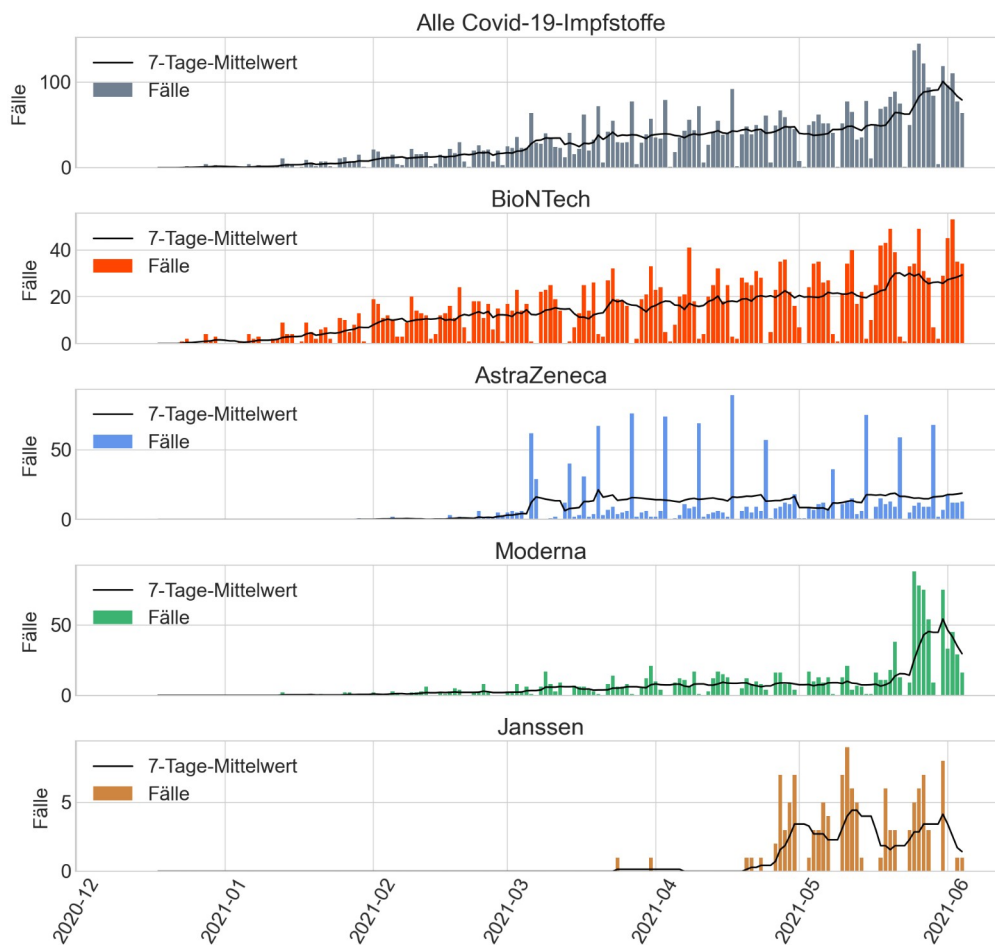 Alle Covid-19-Impfstoffe
7-Tage-Mittelwert
Fälle
Fälle
100
0
BioNTech
7-Tage-Mittelwert
Fälle
Fälle
40
20
0
AstraZeneca
7-Tage-Mittelwert
Fälle
Fälle
50
0
Moderna
7-Tage-Mittelwert
Fälle
Fälle
50
0
Janssen
7-Tage-Mittelwert
Fälle
Fälle
5
0
2020-12
2021-01
2021-02
2021-03
2021-04
2021-05
2021-06